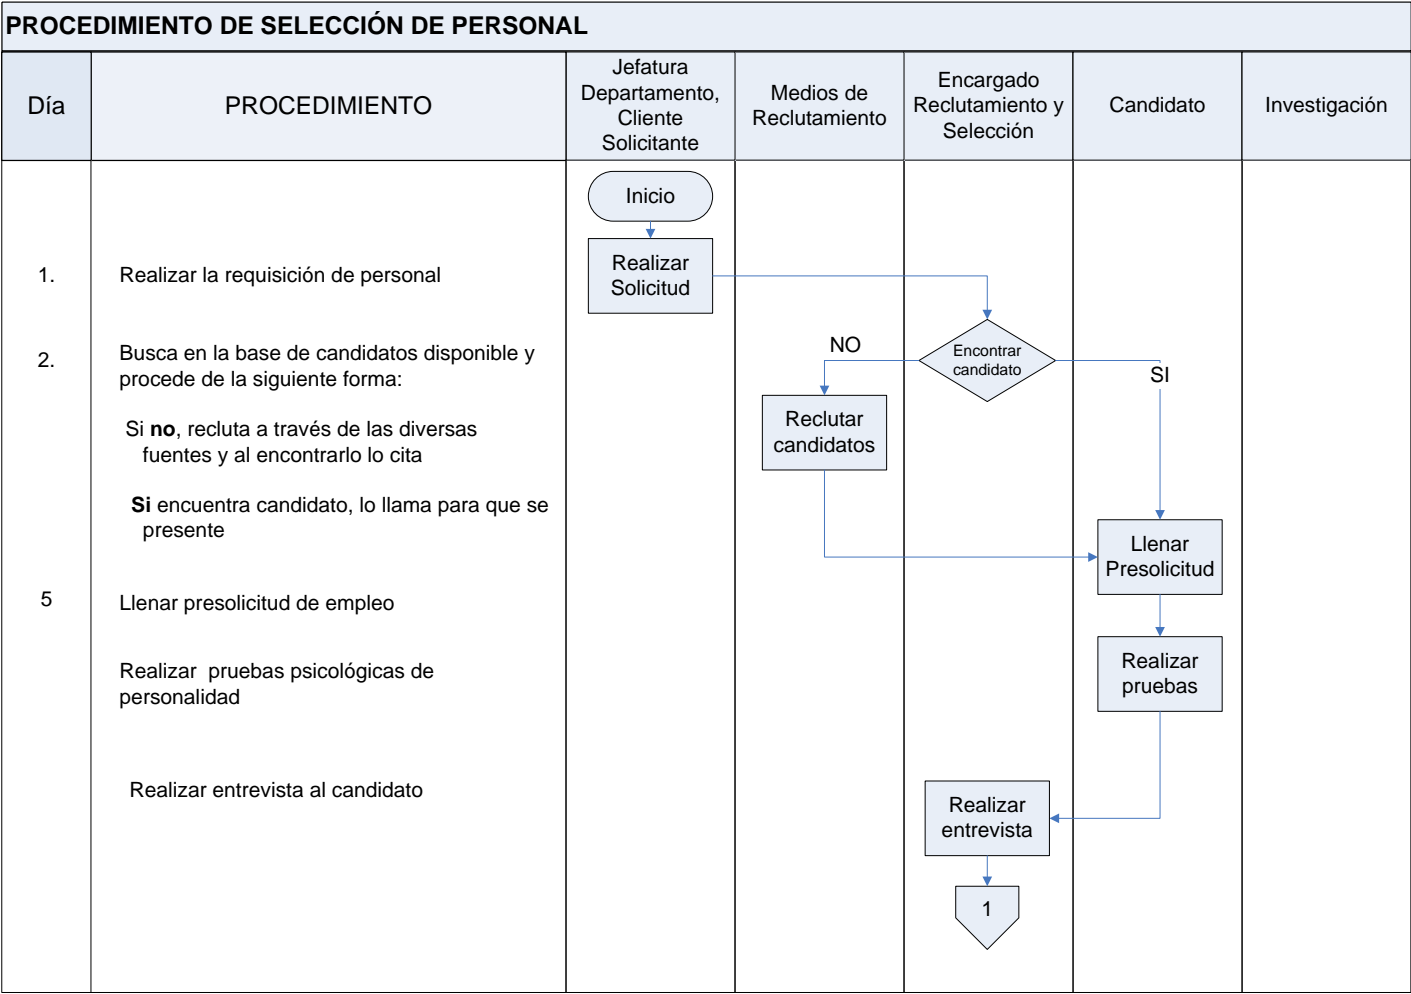 PROCEDIMIENTO DE SELECCIÓN DE PERSONAL
Día
PROCEDIMIENTO
Jefatura
Departamento,
Cliente
Solicitante
Medios de
Reclutamiento
Encargado
Reclutamiento y
Selección
Candidato
Investigación
Inicio
1.
Realizar la requisición de personal
Realizar
Solicitud
2.
Busca en la base de candidatos disponible y
procede de la siguiente forma:
Si no, recluta a través de las diversas
fuentes y al encontrarlo lo cita
Si encuentra candidato, lo llama para que se
presente
NO
Encontrar
candidato
SI
Reclutar
candidatos
Llenar
Presolicitud
5
Llenar presolicitud de empleo
Realizar  pruebas psicológicas de
personalidad
Realizar
pruebas
Realizar entrevista al candidato
Realizar
entrevista
1